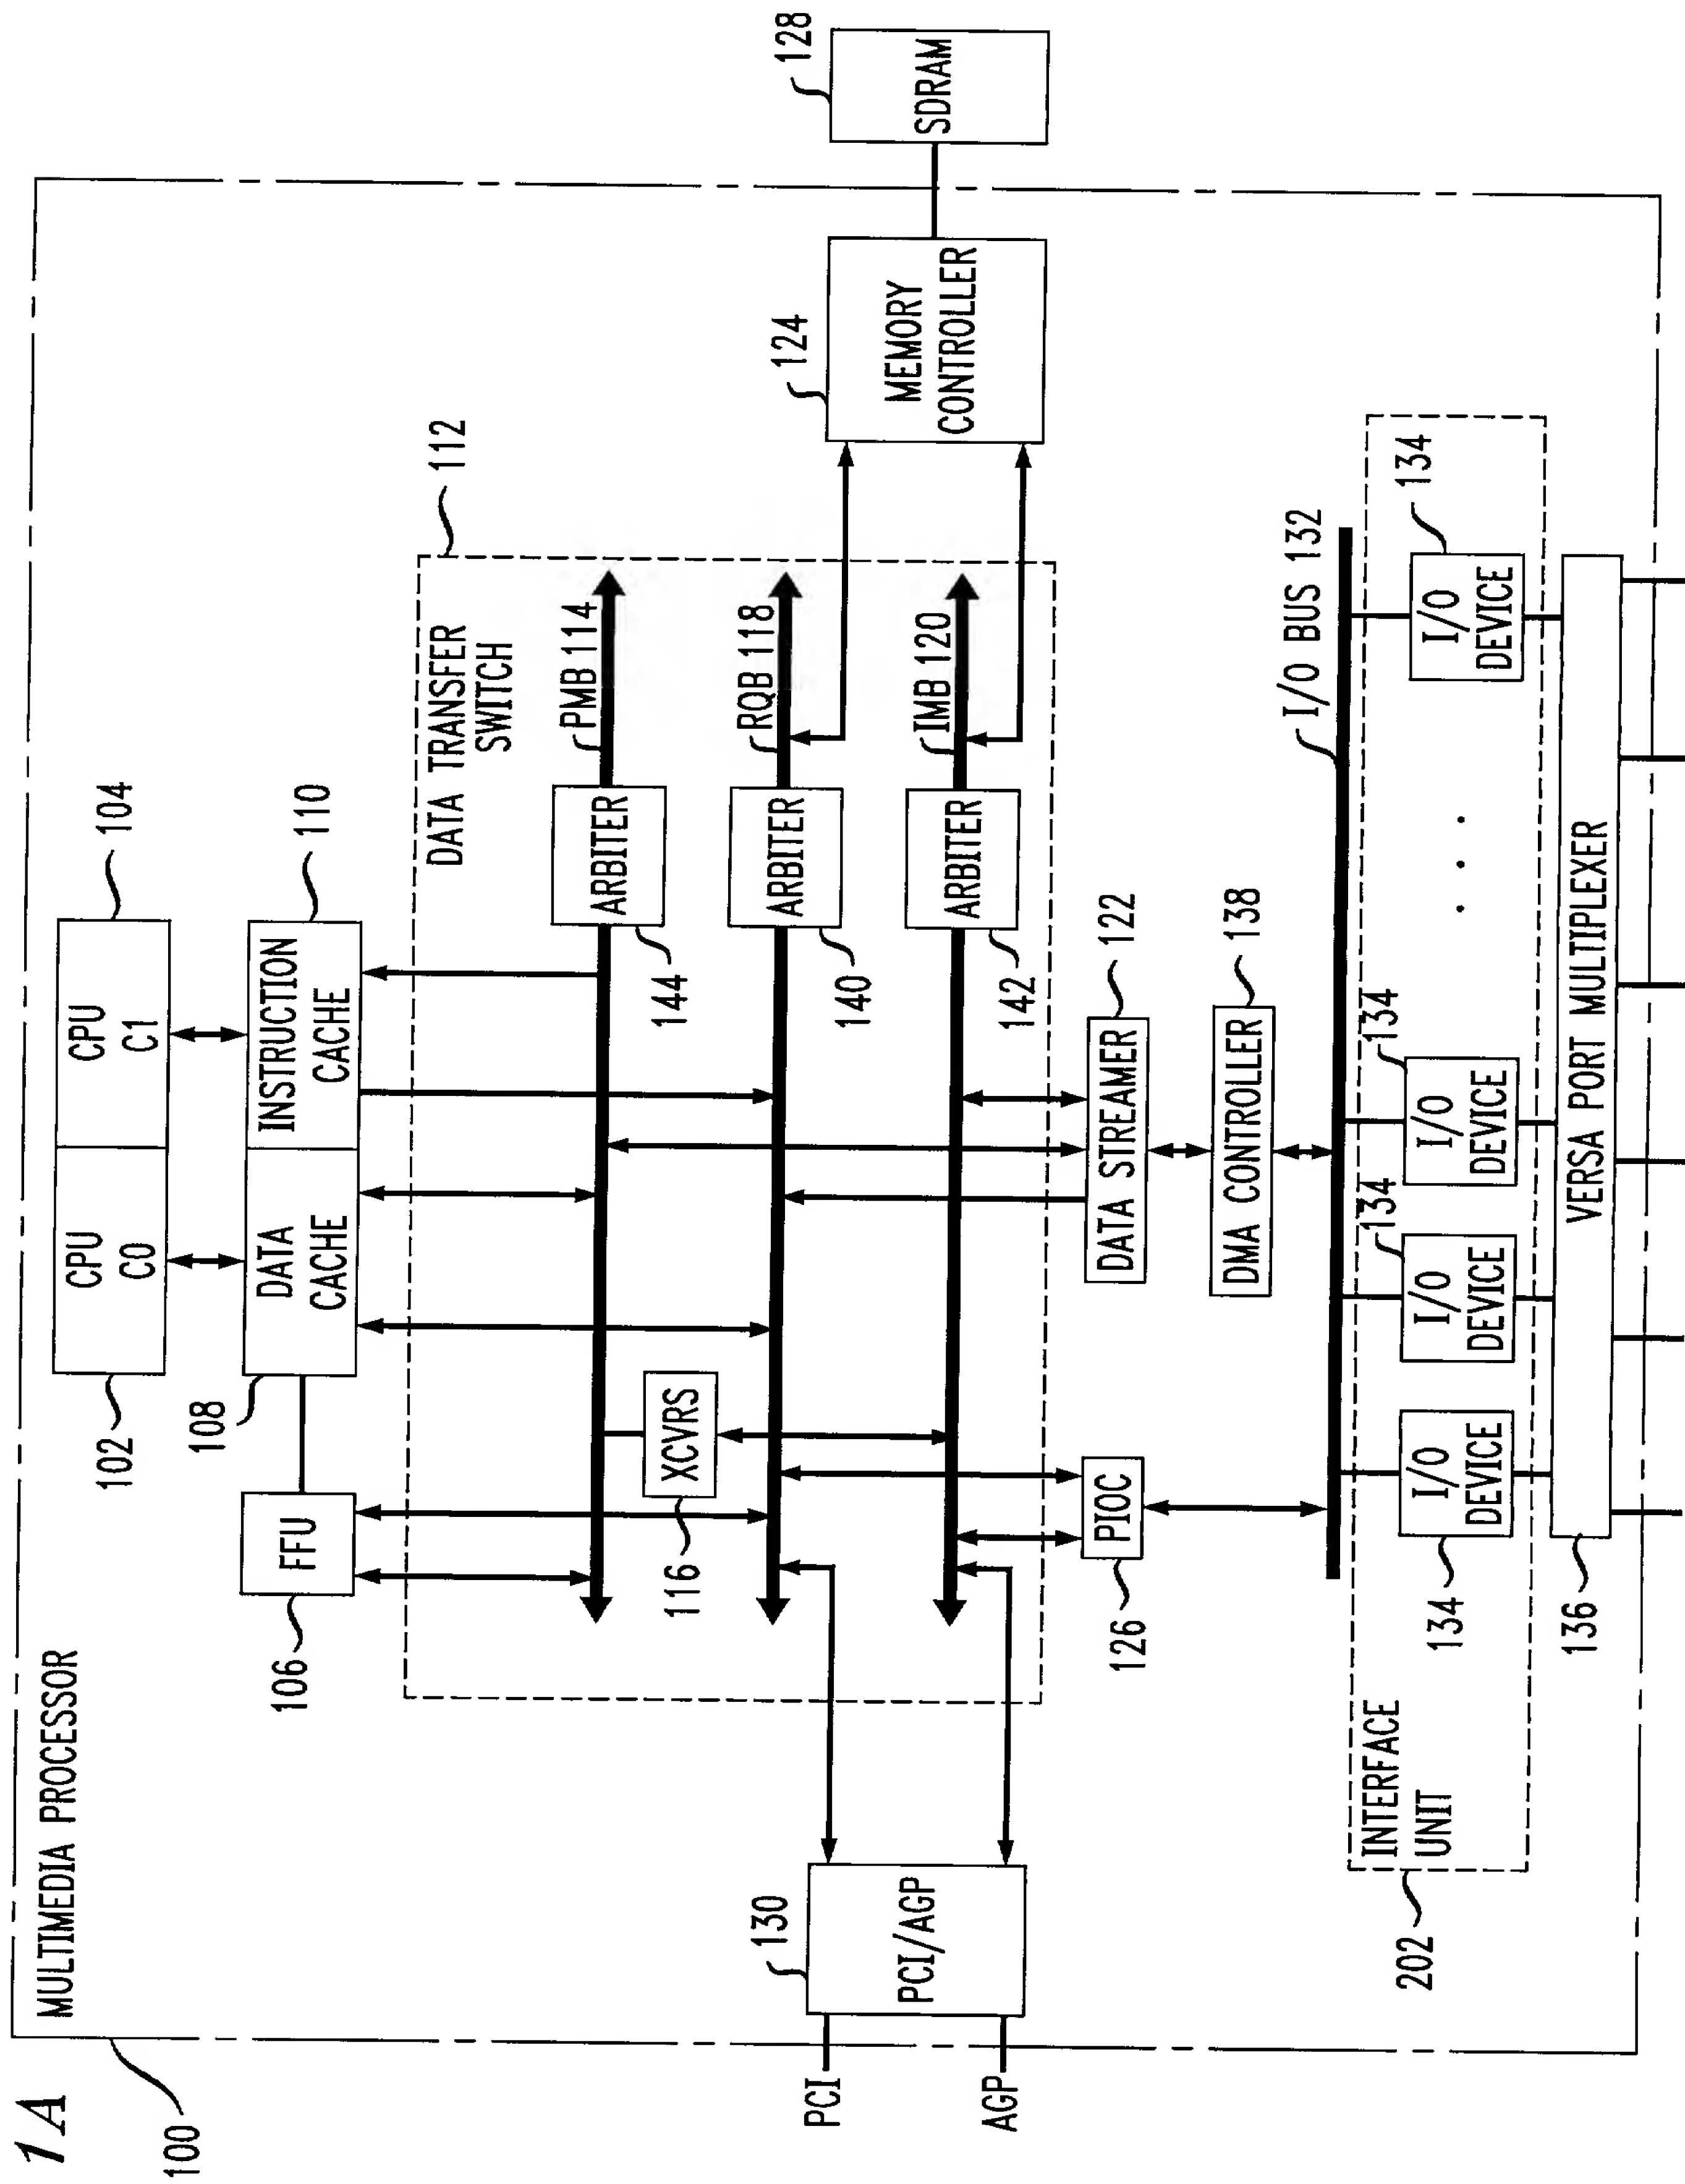 1A
100
MULTIMEDIA PROCESSOR
102
CPU
C0
CPU
C1
104
106
FFU
108
DATA
CACHE
INSTRUCTION
CACHE
110
DATA TRANSFER
SWITCH
112
144
ARBITER
PMB 114
116
XCVRS
140
ARBITER
RQB 118
142
ARBITER
IMB 120
PCI
AGP
130
PCI/AGP
124
MEMORY
CONTROLLER
128
SDRAM
126
PIOC
DATA STREAMER
122
DMA CONTROLLER
138
I/O BUS 132
202
INTERFACE
UNIT
134
I/O
DEVICE
134
I/O
DEVICE
134
I/O
DEVICE
. . .
134
I/O
DEVICE
136
VERSA PORT MULTIPLEXER